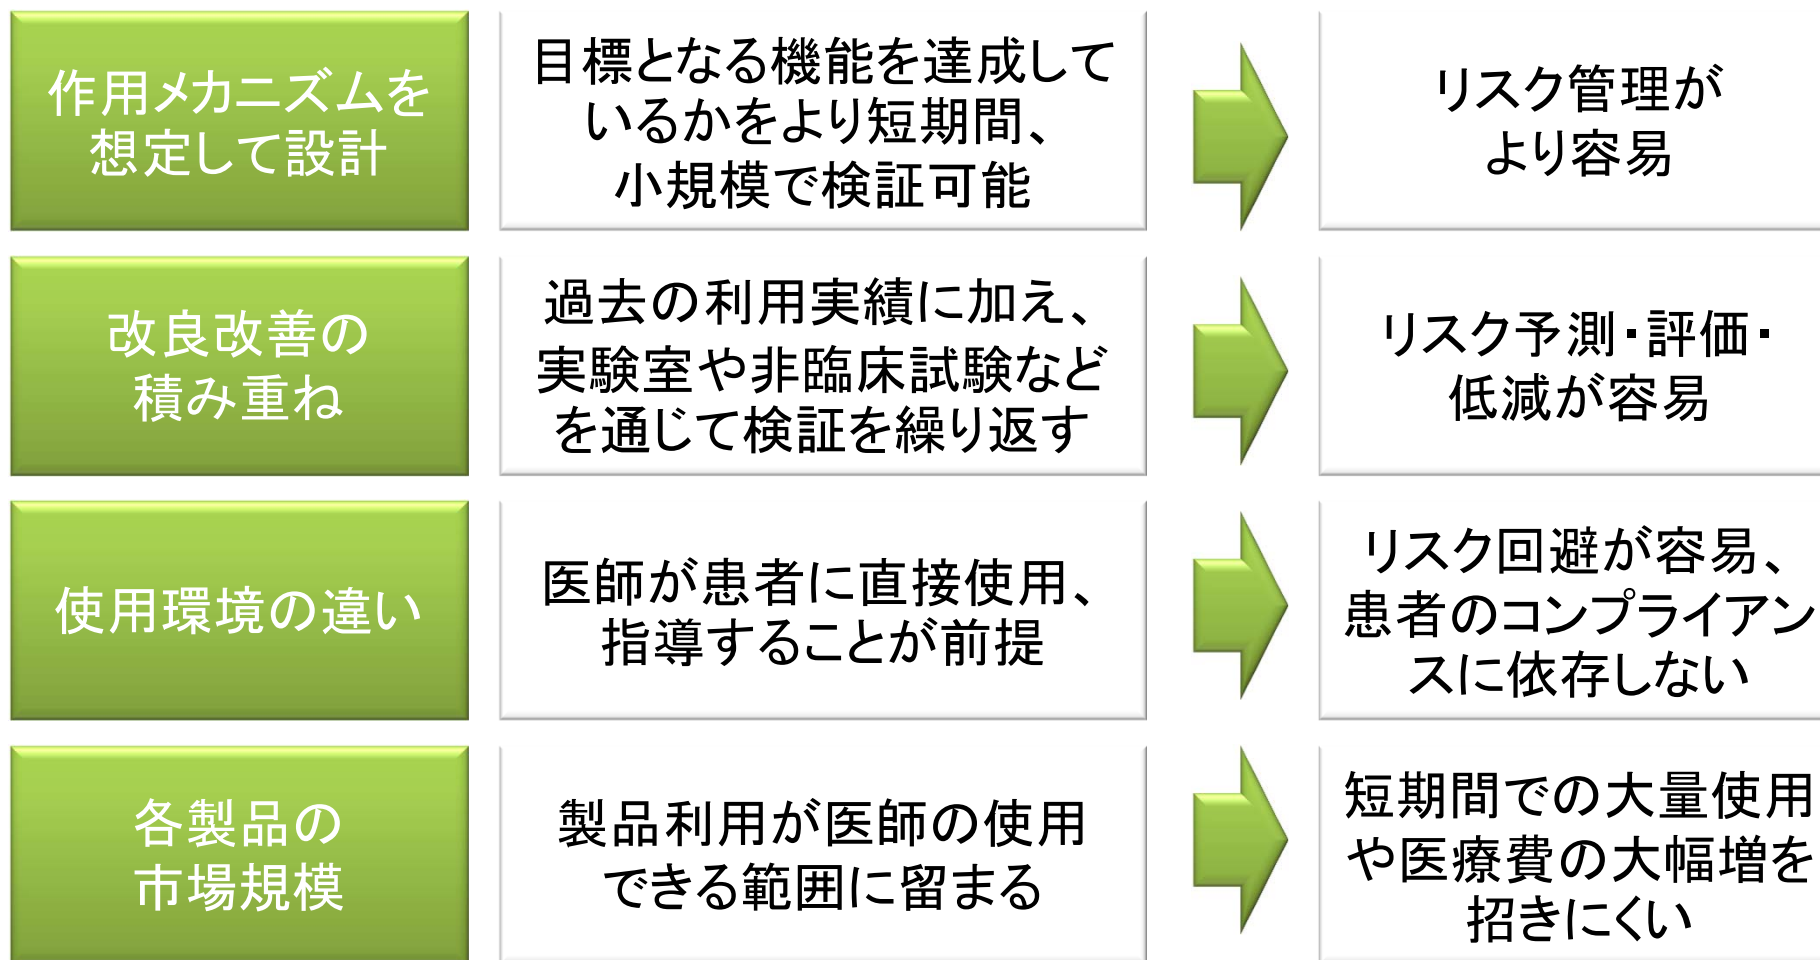 作用メカニズムを
想定して設計
目標となる機能を達成して
いるかをより短期間、
小規模で検証可能
リスク管理が
より容易
改良改善の
積み重ね
過去の利用実績に加え、
実験室や非臨床試験など
を通じて検証を繰り返す
リスク予測・評価・
低減が容易
使用環境の違い
医師が患者に直接使用、
指導することが前提
リスク回避が容易、
患者のコンプライアン
スに依存しない
各製品の
市場規模
製品利用が医師の使用
できる範囲に留まる
短期間での大量使用
や医療費の大幅増を
招きにくい